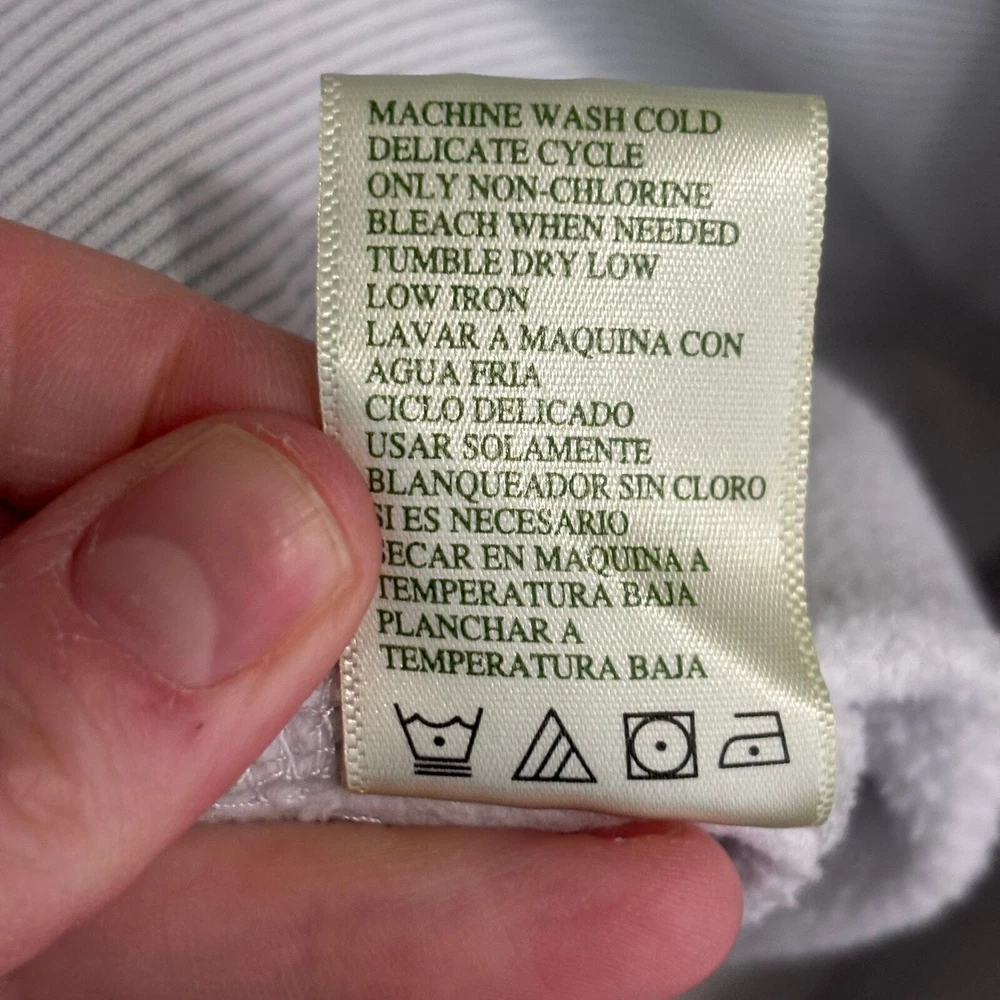 MACHINE WASH COLD
DELICATE CYCLE
ONLY NON-CHLORINE
BLEACH WHEN NEEDED
TUMBLE DRY LOW
LOW IRON
LAVAR A MAQUINA CON
AGUA FRIA
CICLO DELICADO
USAR SOLAMENTE
BLANQUEADOR SIN CLORO
SI ES NECESARIO
SECAR EN MAQUINA A
TEMPERATURA BAJA
PLANCHAR A
TEMPERATURA BAJA